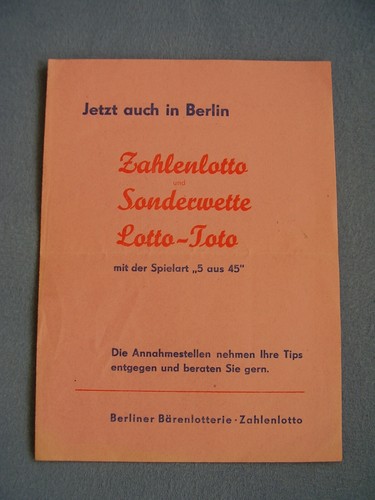 Jetzt auch in Berlin
Zahlenlotto
und
Sonderwette
Lotto-Toto
mit der Spielart „5 aus 45"
Die Annahmestellen nehmen Ihre Tips
entgegen und beraten Sie gern.
Berliner Bärenlotterie · Zahlenlotto